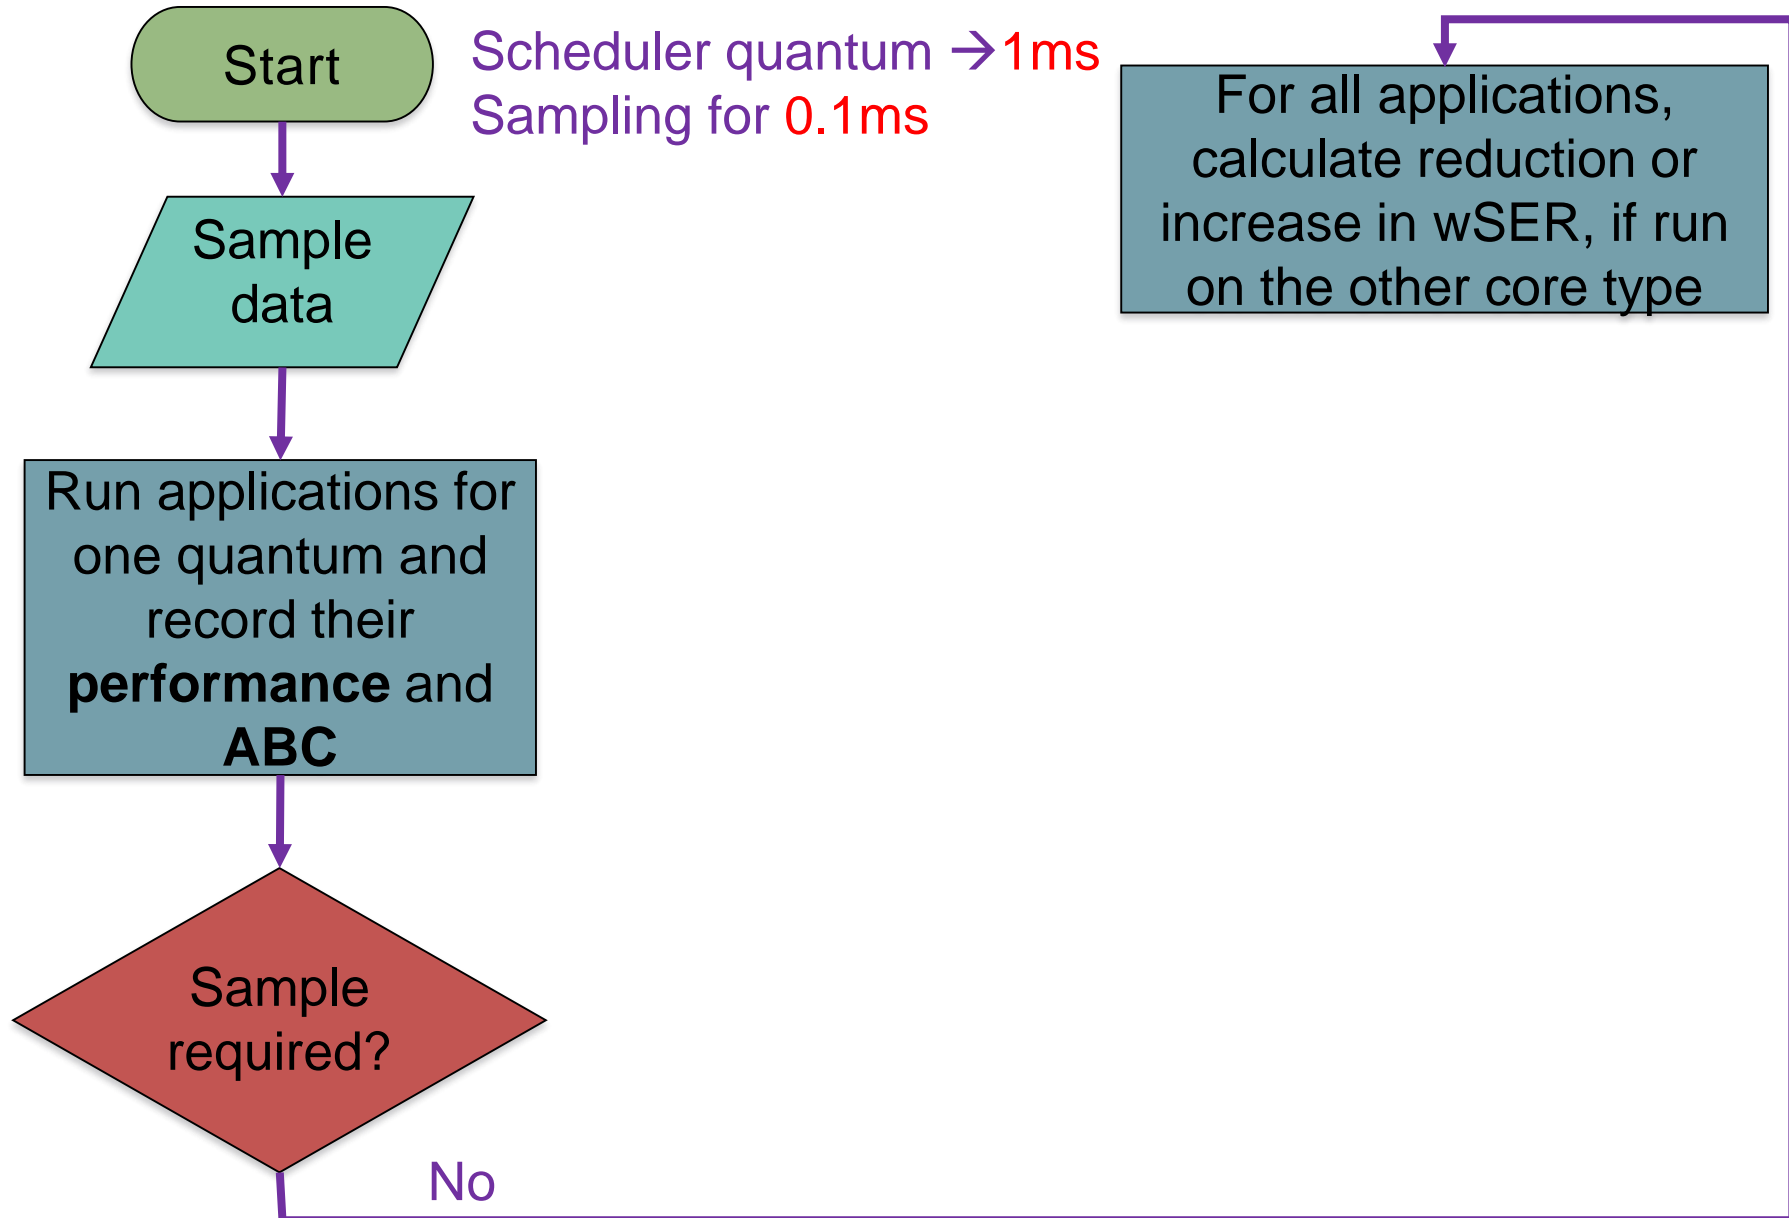 Start
Scheduler quantum →1ms
Sampling for 0.1ms
Sample
data
Run applications for
one quantum and
record their
performance and
ABC
Sample
required?
No
For all applications,
calculate reduction or
increase in wSER, if run
on the other core type